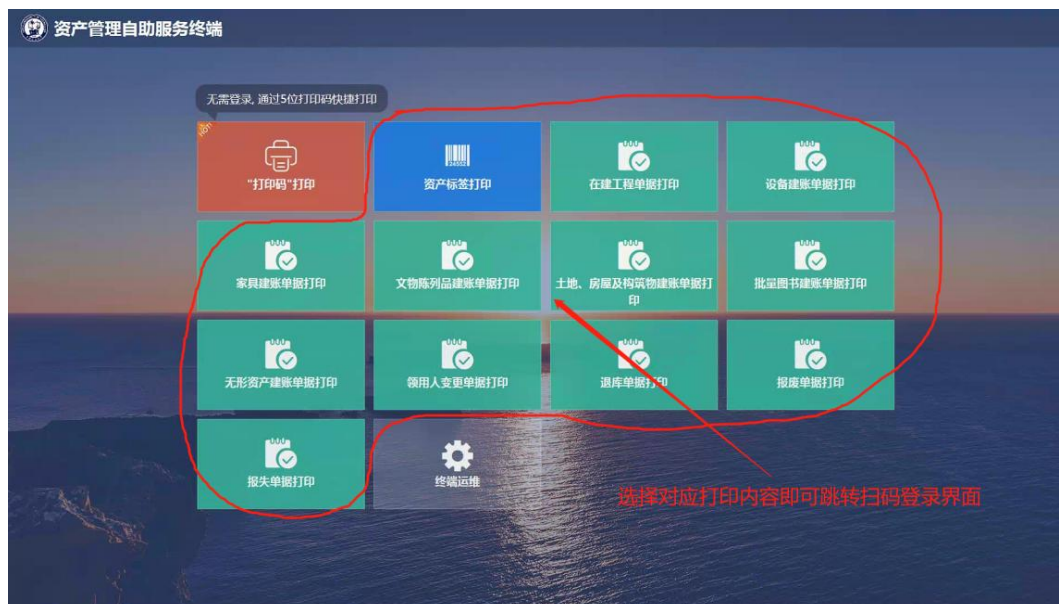 资产管理自助服务终端
无需登录, 通过5位打印码快捷打印
"打印码"打印
资产标签打印
在建工程单据打印
设备建账单据打印
家具建账单据打印
文物陈列品建账单据打印
土地、房屋及构筑物建账单据打
印
批量图书建账单据打印
无形资产建账单据打印
领用人变更单据打印
退库单据打印
报废单据打印
报失单据打印
终端运维
选择对应打印内容即可跳转扫码登录界面